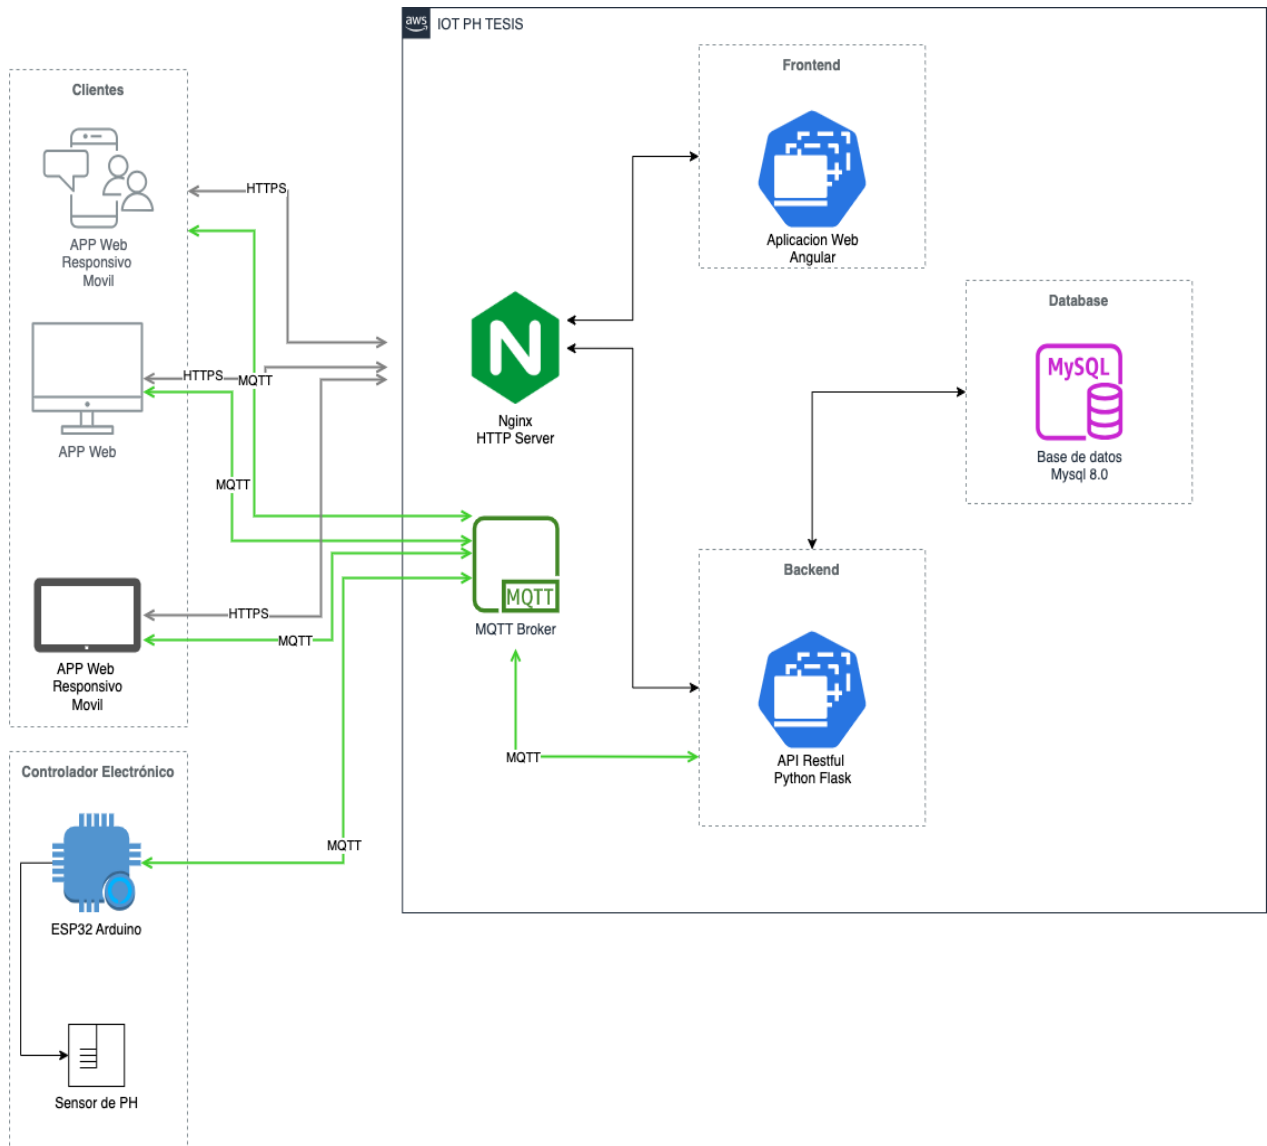 aws
IOT PH TESIS
Clientes
APP Web
Responsivo
Movil
HTTPS
MQTT
APP Web
HTTPS
MQTT
APP Web
Responsivo
Movil
HTTPS
MQTT
Controlador Electrónico
ESP32 Arduino
MQTT
Sensor de PH
N
Nginx
HTTP Server
MQTT
MQTT Broker
MQTT
Frontend
Aplicacion Web
Angular
Database
MySQL
Base de datos
Mysql 8.0
Backend
API Restful
Python Flask